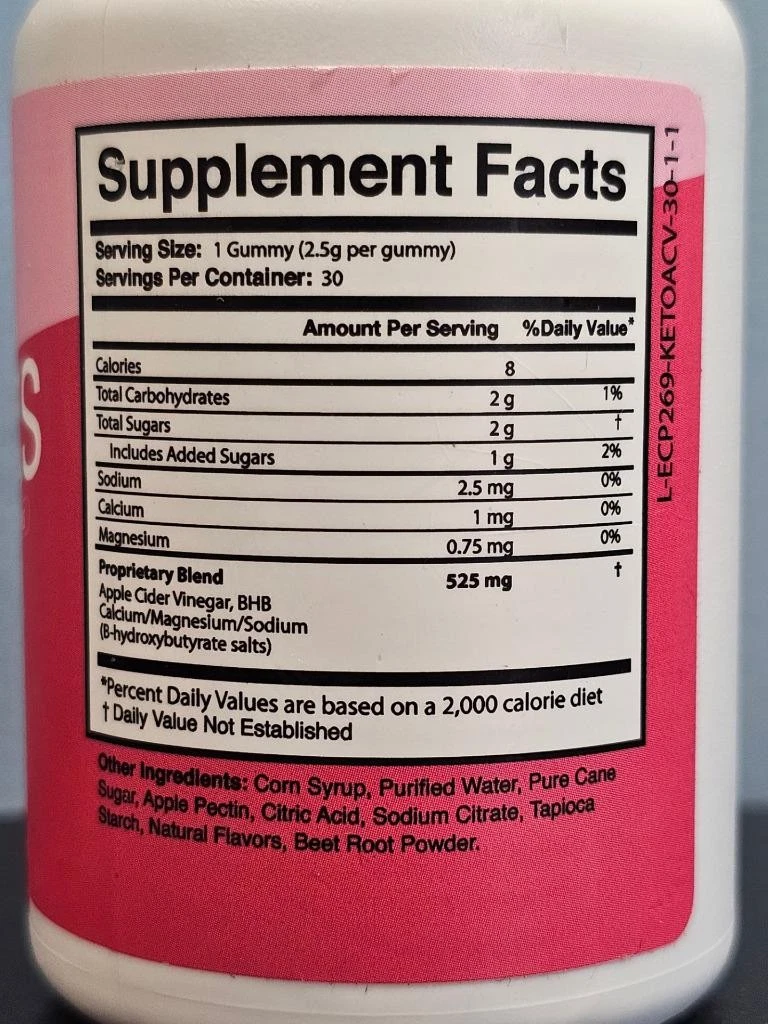 Supplement Facts
Serving Size: 1 Gummy (2.5g per gummy)
Servings Per Container: 30
Amount Per Serving %Daily Value*
Calories 8
Total Carbohydrates 2 g 1%
Total Sugars 2 g †
Includes Added Sugars 1 g 2%
Sodium 2.5 mg 0%
Calcium 1 mg 0%
Magnesium 0.75 mg 0%
Proprietary Blend 525 mg †
Apple Cider Vinegar, BHB
Calcium/Magnesium/Sodium
(B-hydroxybutyrate salts)
*Percent Daily Values are based on a 2,000 calorie diet
† Daily Value Not Established
Other Ingredients: Corn Syrup, Purified Water, Pure Cane
Sugar, Apple Pectin, Citric Acid, Sodium Citrate, Tapioca
Starch, Natural Flavors, Beet Root Powder.
L-ECP269-KETOACV-30-1-1
S